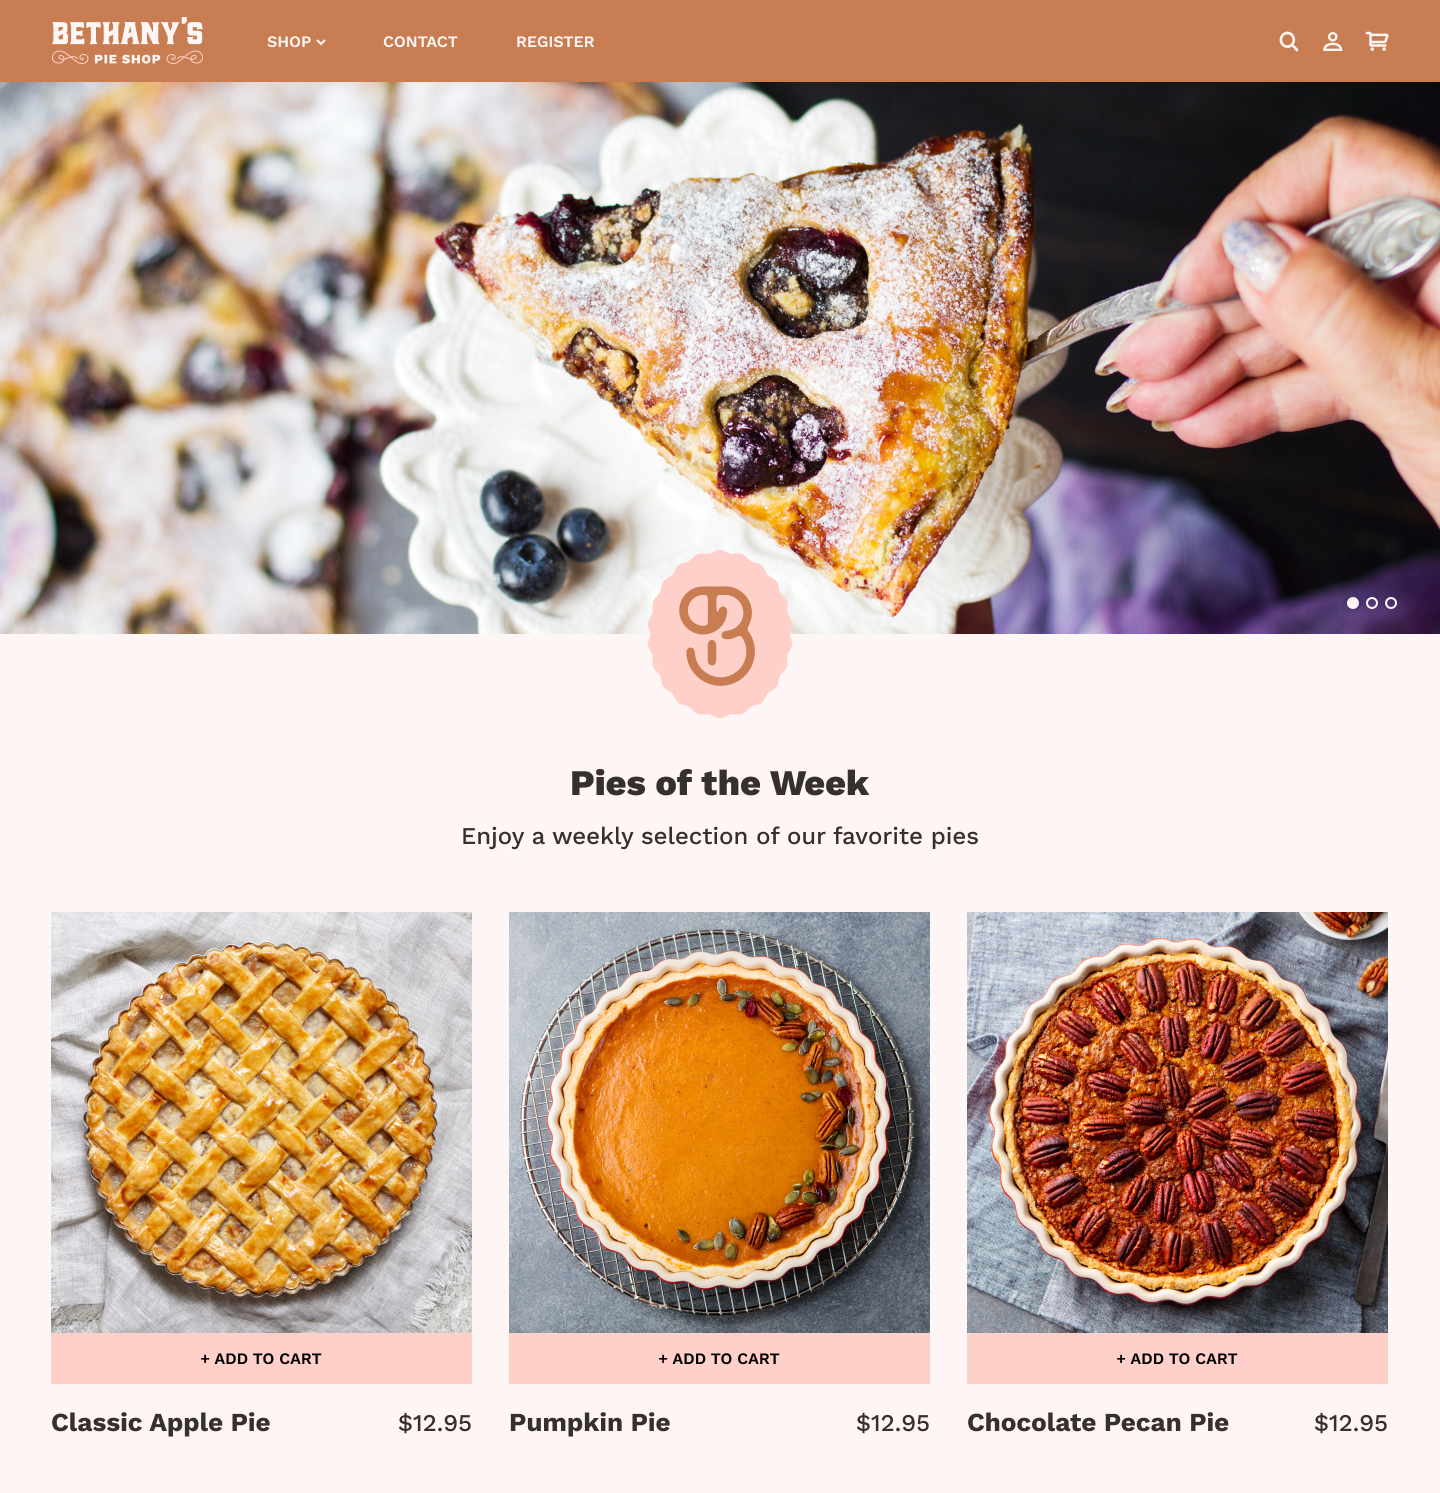 BETHANY'S
PIE SHOP
SHOP
CONTACT
REGISTER
B
Pies of the Week
Enjoy a weekly selection of our favorite pies
+ ADD TO CART
+ ADD TO CART
+ ADD TO CART
Classic Apple Pie $12.95
Pumpkin Pie $12.95
Chocolate Pecan Pie $12.95